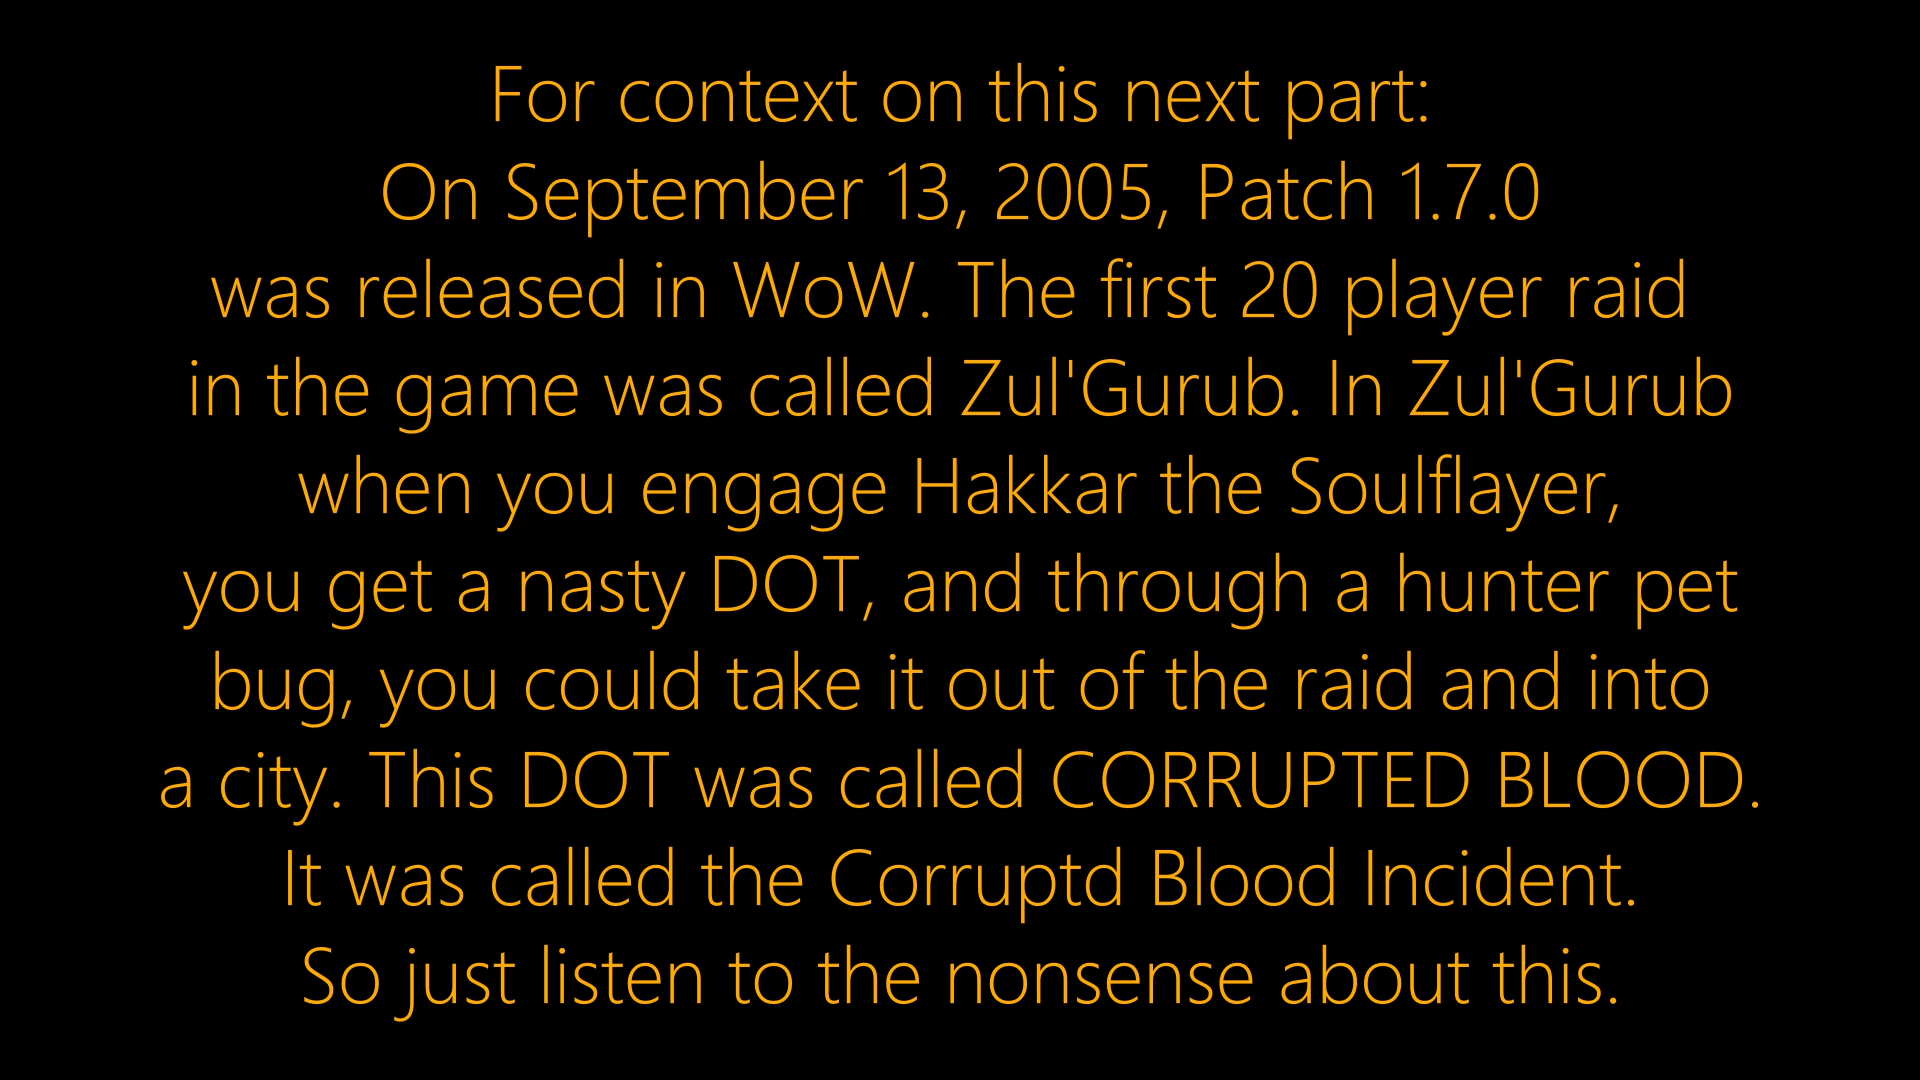 For context on this next part:
On September 13, 2005, Patch 1.7.0
was released in WoW. The first 20 player raid
in the game was called Zul'Gurub. In Zul'Gurub
when you engage Hakkar the Soulflayer,
you get a nasty DOT, and through a hunter pet
bug, you could take it out of the raid and into
a city. This DOT was called CORRUPTED BLOOD.
It was called the Corruptd Blood Incident.
So just listen to the nonsense about this.